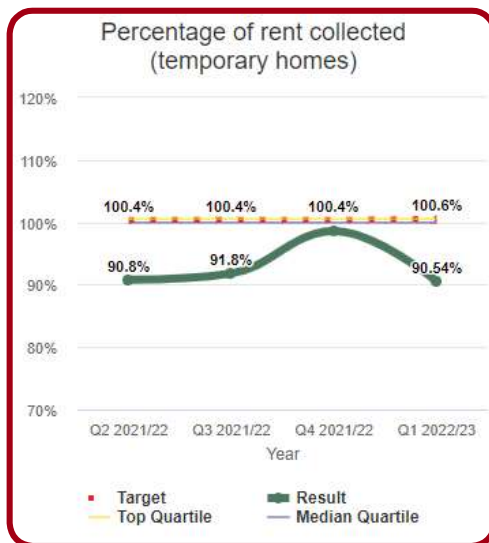 Percentage of rent collected
(temporary homes)
120%
110%
100.4% 100.4% 100.4% 100.6%
100%
90.8% 91.8% 90.54%
90%
80%
70%
Q2 2021/22 Q3 2021/22 Q4 2021/22 Q1 2022/23
Year
Target Result
Top Quartile Median Quartile